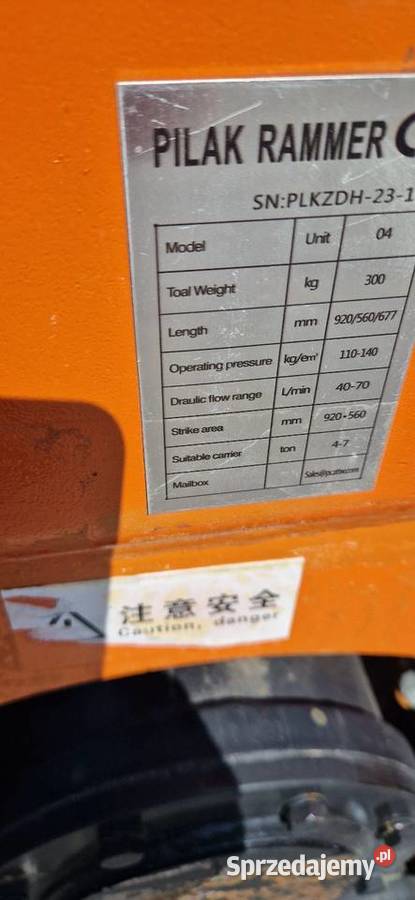 PILAK RAMMER
SN:PLKZDH-23-1
Model Unit 04
Toal Weight kg 300
Length mm 920/560/677
Operating pressure kg/em² 110-140
Draulic flow range L/min 40-70
Strike area mm 920*560
Suitable carrier ton 4-7
Mailbox
注意安全
Caution, danger
Sprzedajemy.pl